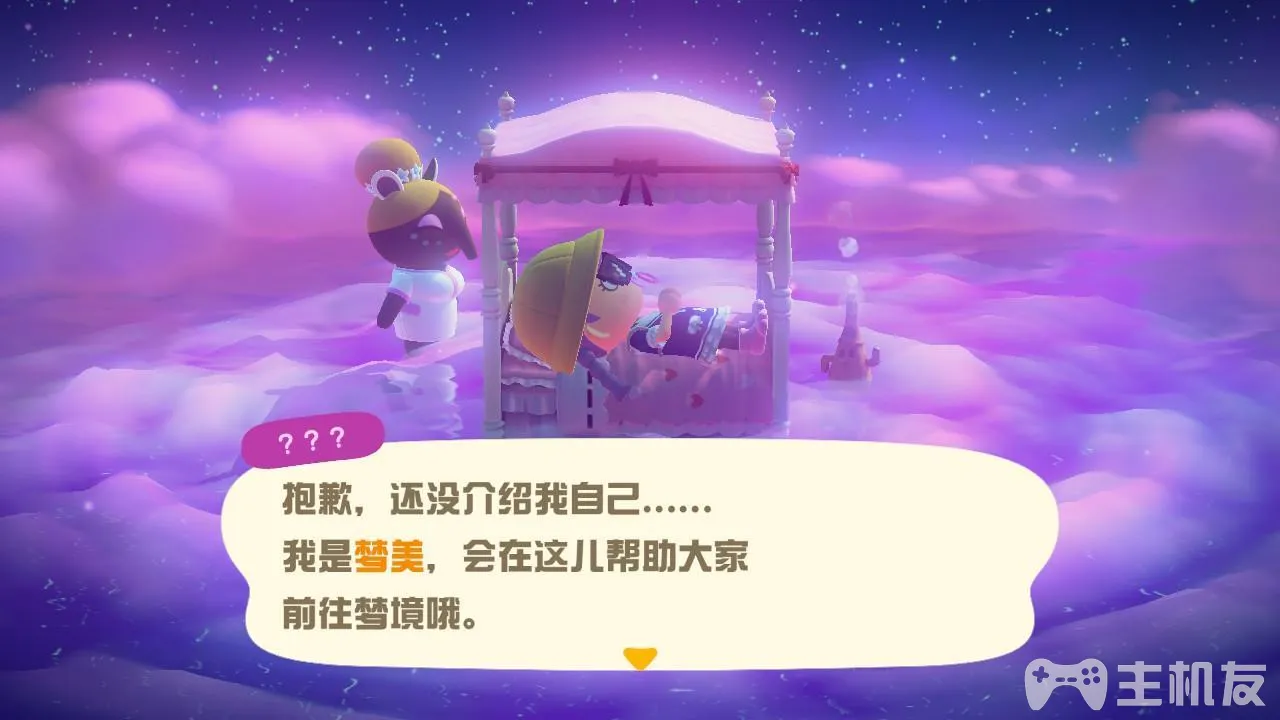 ???
抱歉，还没介绍我自己……
我是梦美，会在这儿帮助大家
前往梦境哦。
主机友